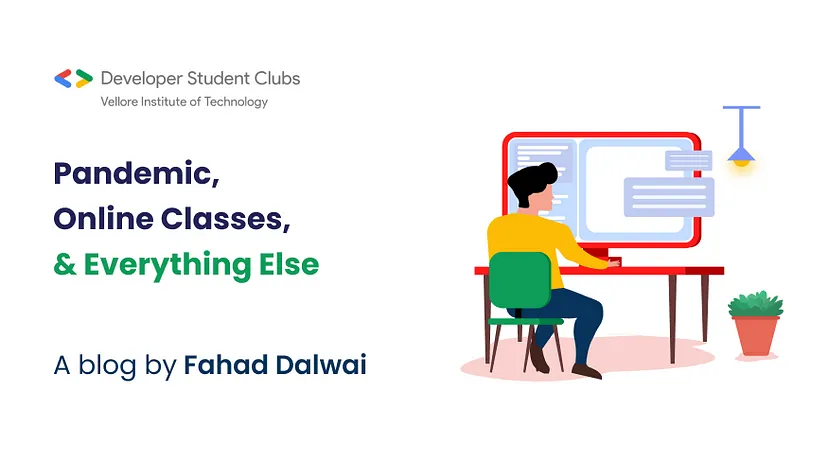 Developer Student Clubs
Vellore Institute of Technology
Pandemic,
Online Classes,
& Everything Else
A blog by Fahad Dalwai